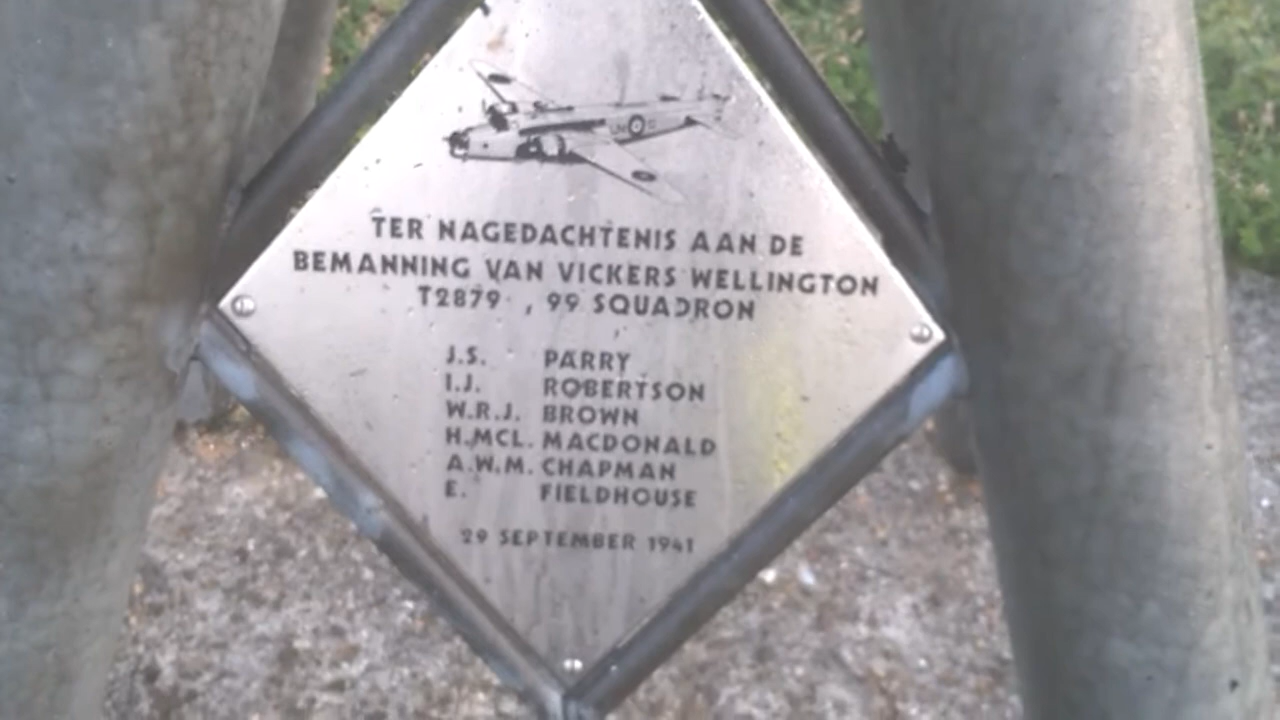 TER NAGEDACHTENIS AAN DE
BEMANNING VAN VICKERS WELLINGTON
T2879 , 99 SQUADRON
J.S. PARRY
I.J. ROBERTSON
W.R.J. BROWN
H.MCL. MACDONALD
A.W.M. CHAPMAN
E. FIELDHOUSE
29 SEPTEMBER 1941